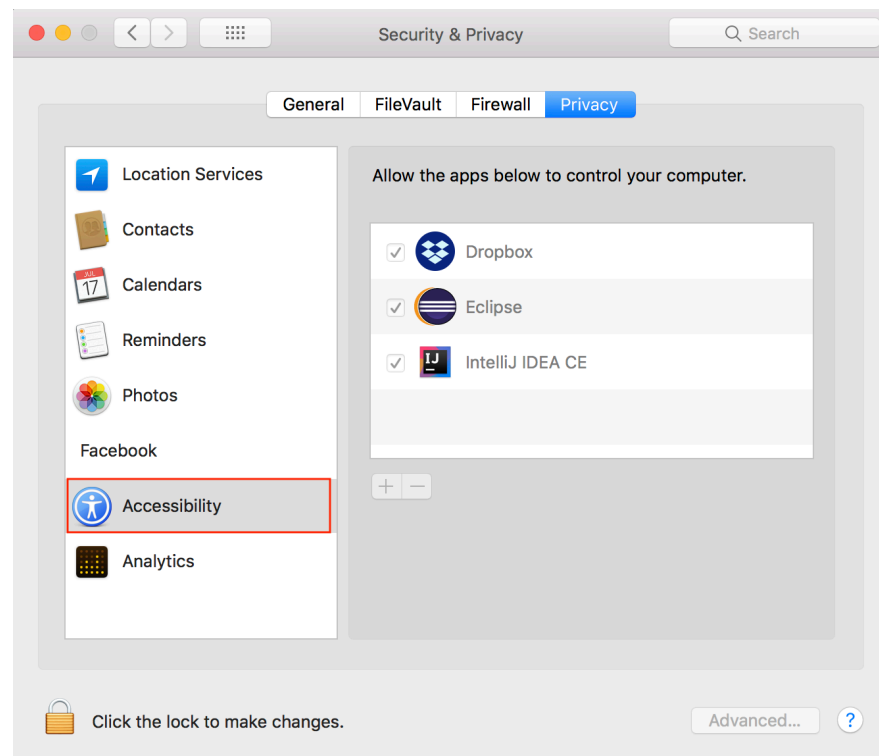 Security & Privacy
Search
General
FileVault
Firewall
Privacy
Location Services
Contacts
JUL
17
Calendars
Reminders
Photos
Facebook
Accessibility
Analytics
Allow the apps below to control your computer.
Dropbox
Eclipse
IJ
IntelliJ IDEA CE
Click the lock to make changes.
Advanced...
?